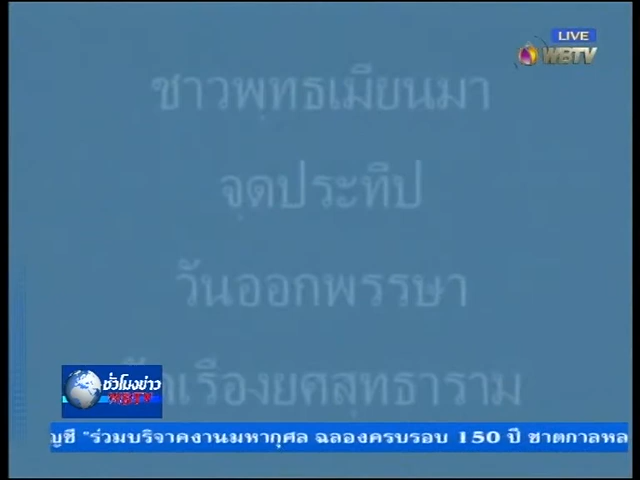 LIVE
WBTV
ชาวพุทธเมียนมา
จุดประทีป
วันออกพรรษา
เรืองยศสุทธาราม
ชั่วโมงข่าว
WBTV
"ร่วมบริจาคงานมหากุศล ฉลองครบรอบ 150 ปี ชาตกาลหล